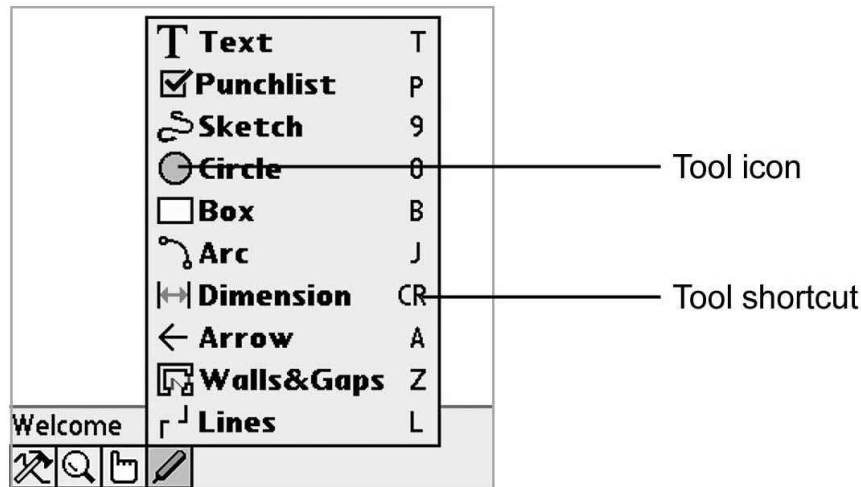 T Text T
Punchlist P
Sketch 9
Circle 0
Box B
Arc J
Dimension CR
Arrow A
Walls&Gaps Z
Lines L
Tool icon
Tool shortcut
Welcome